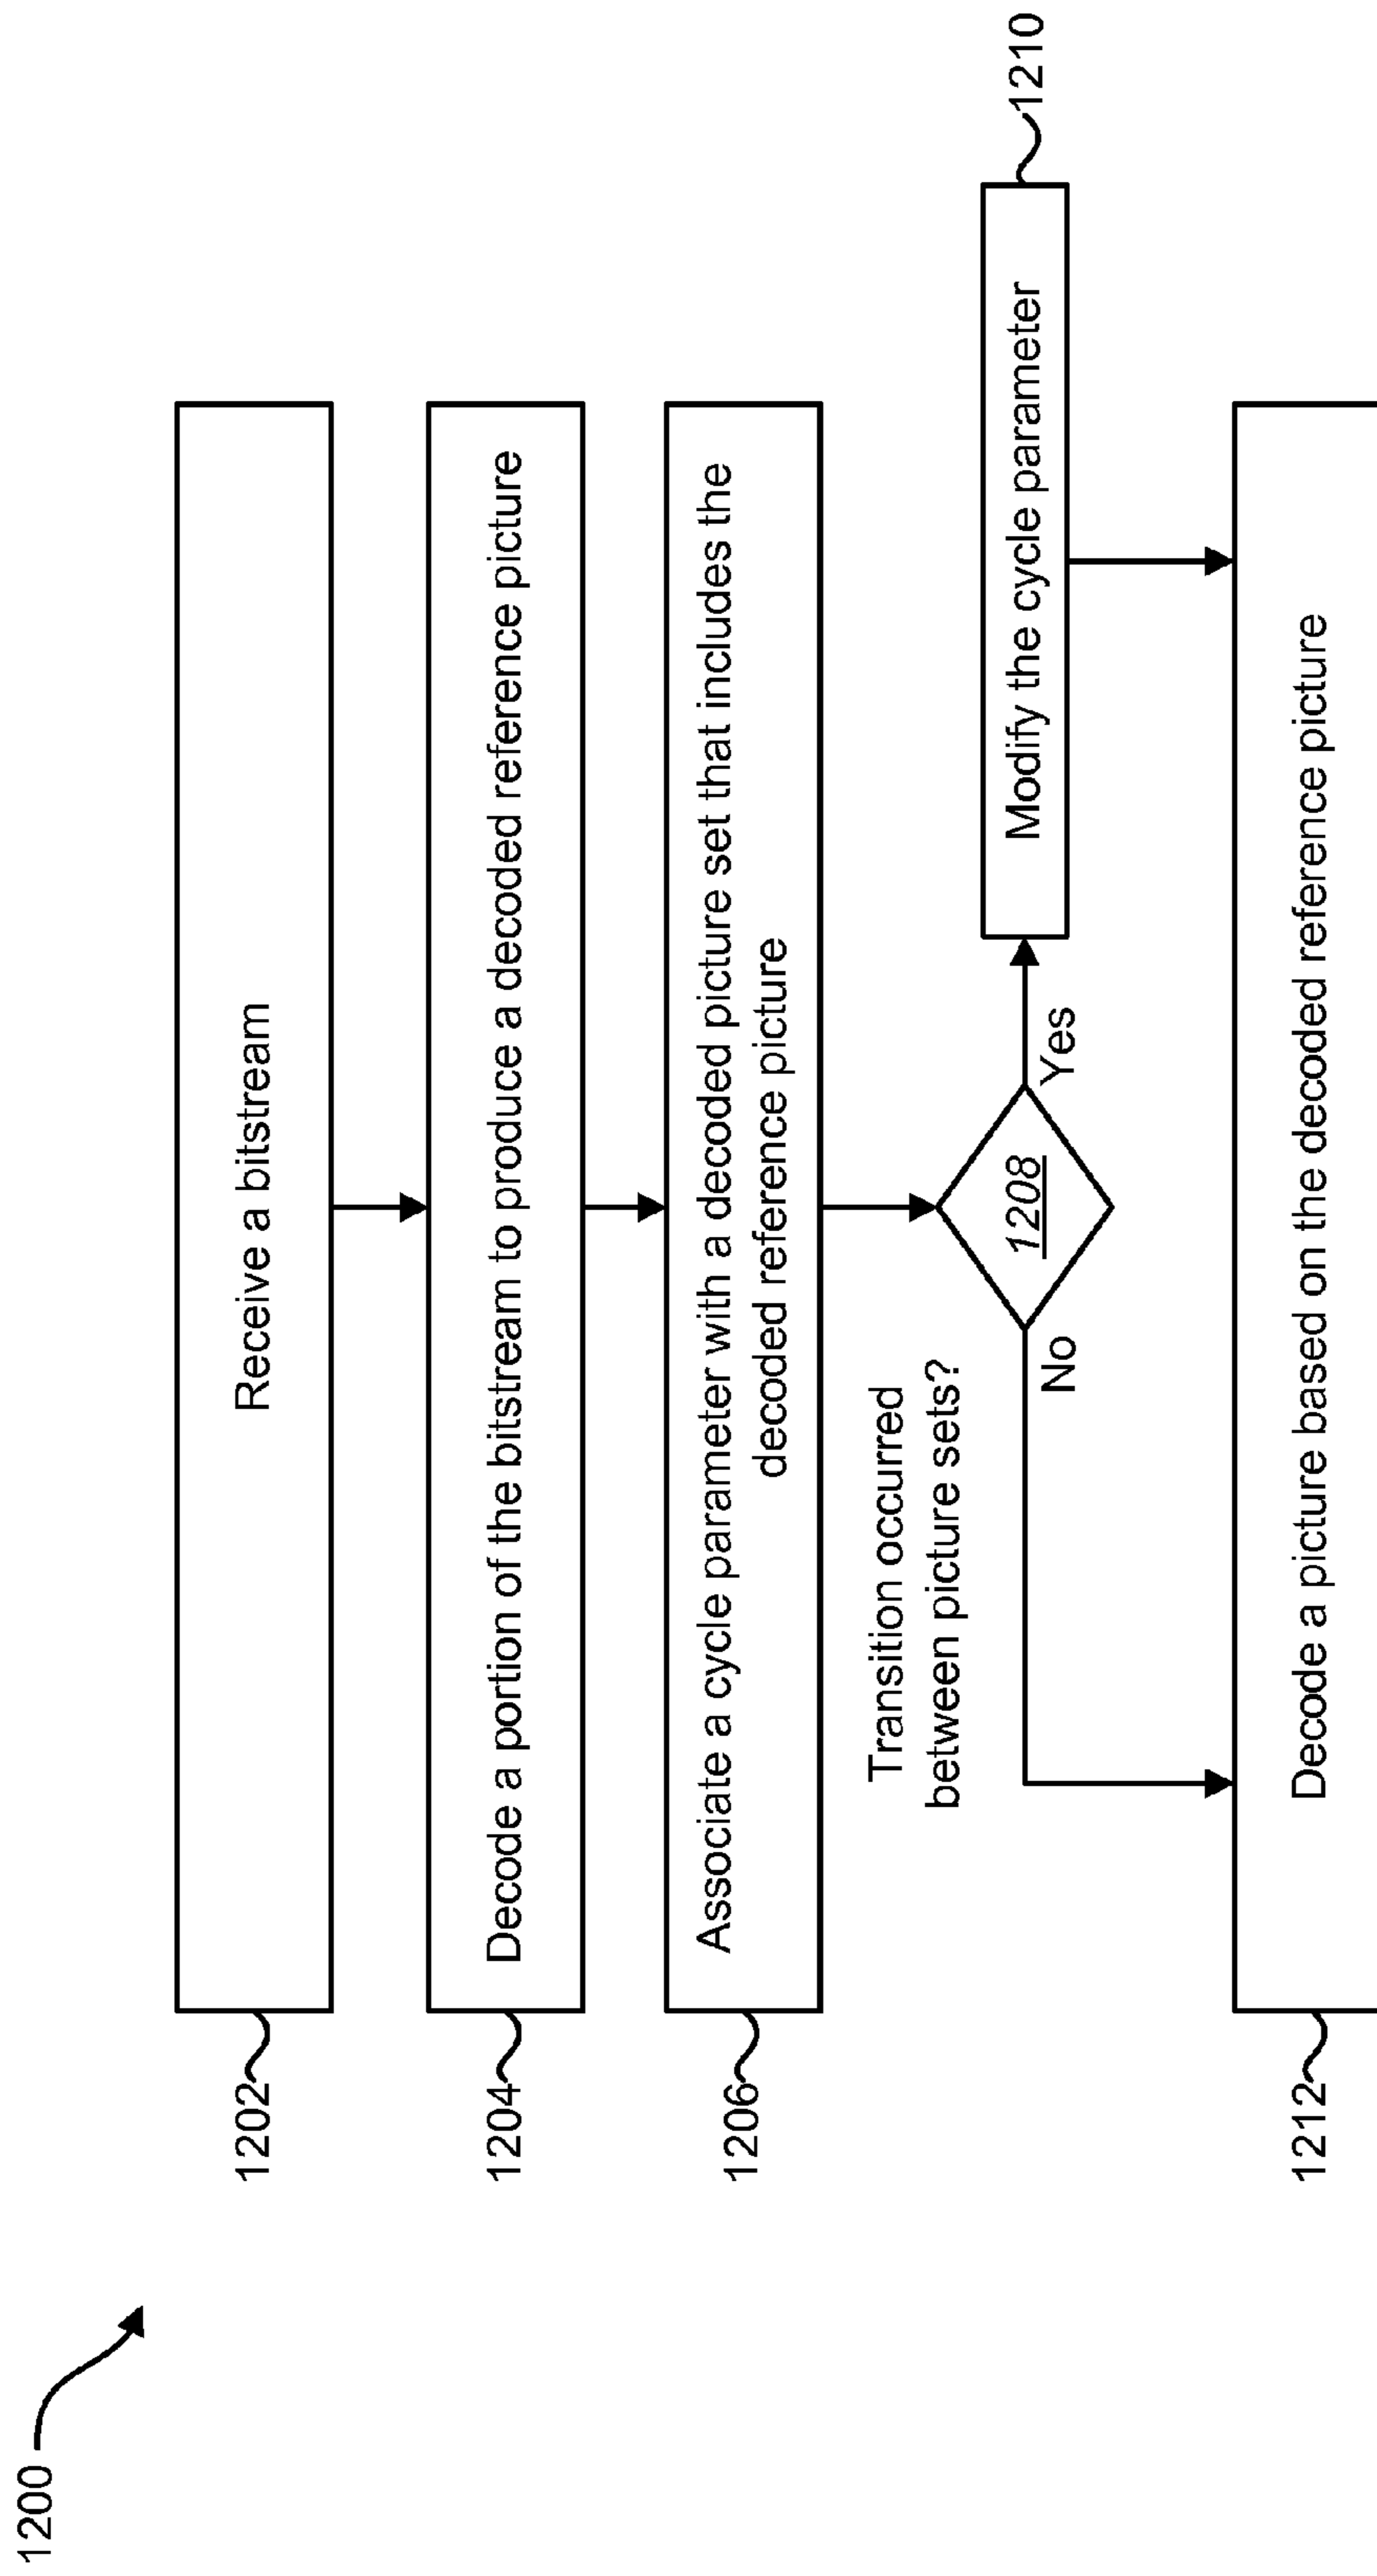 1200
1202
Receive a bitstream
1204
Decode a portion of the bitstream to produce a decoded reference picture
1206
Associate a cycle parameter with a decoded picture set that includes the
decoded reference picture
Transition occurred
between picture sets?
1208
No
Yes
Modify the cycle parameter
1210
1212
Decode a picture based on the decoded reference picture